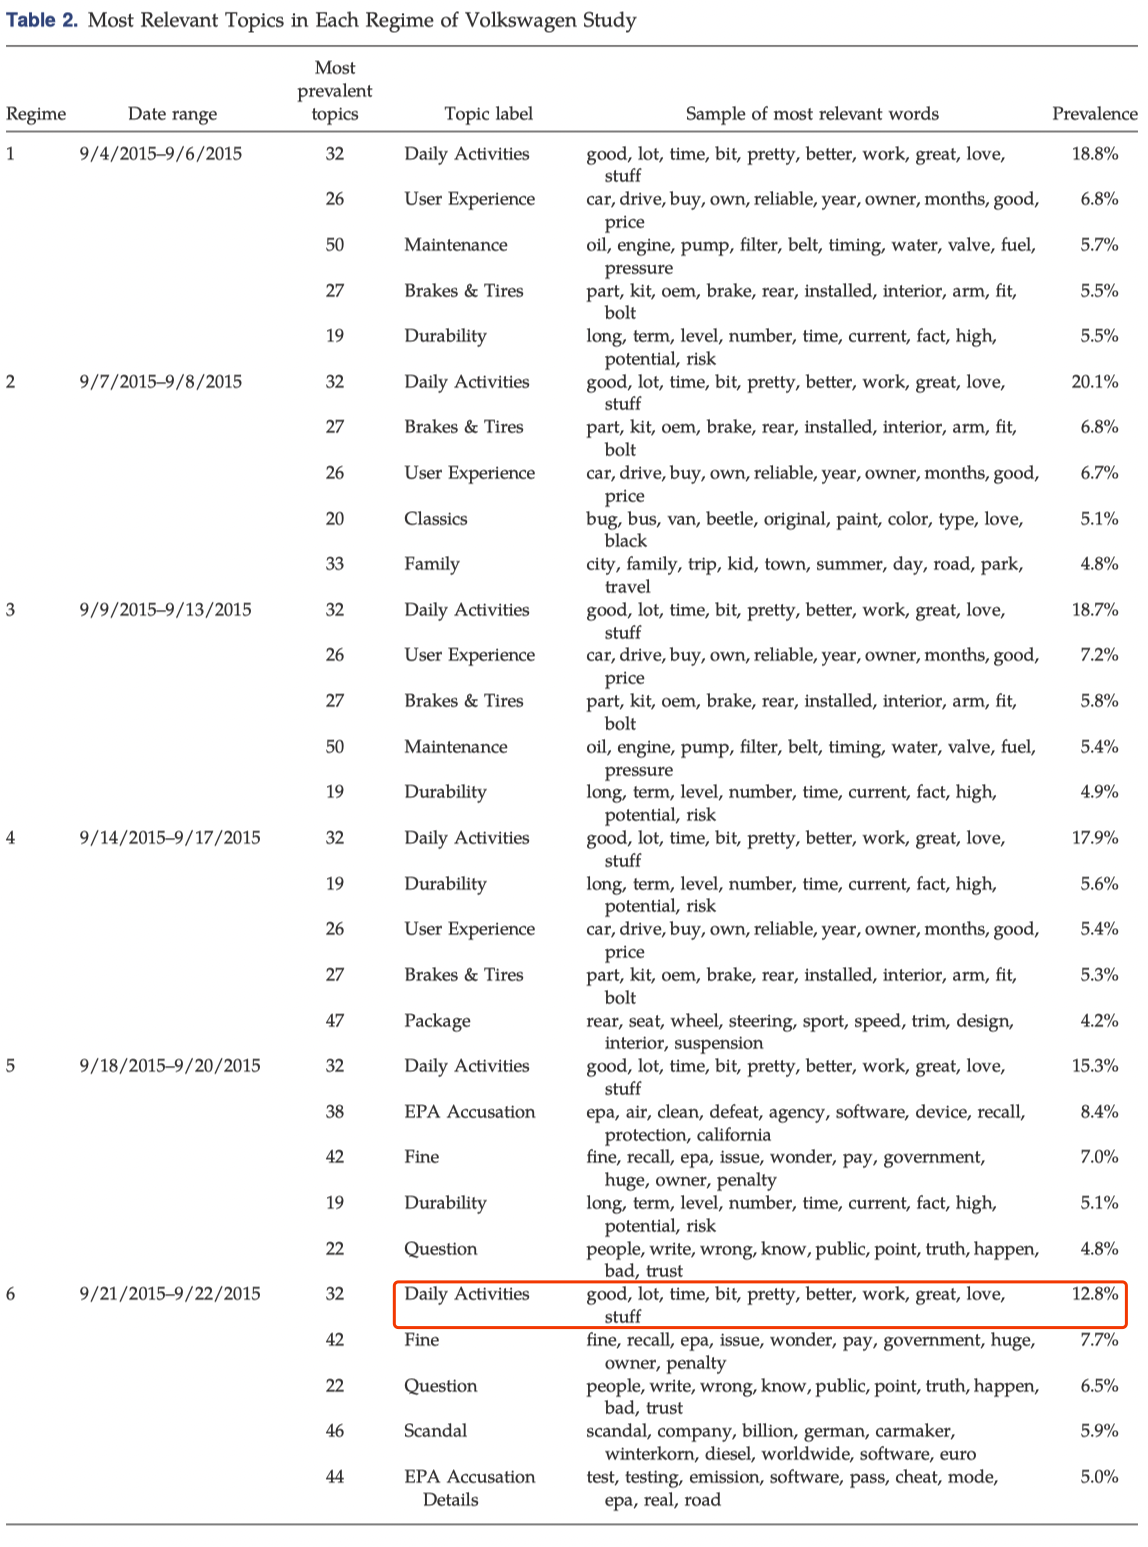 Table 2. Most Relevant Topics in Each Regime of Volkswagen Study
Most
prevalent
Regime Date range topics Topic label Sample of most relevant words Prevalence
1 9/4/2015–9/6/2015 32 Daily Activities good, lot, time, bit, pretty, better, work, great, love, 18.8%
stuff
26 User Experience car, drive, buy, own, reliable, year, owner, months, good, 6.8%
price
50 Maintenance oil, engine, pump, filter, belt, timing, water, valve, fuel, 5.7%
pressure
27 Brakes & Tires part, kit, oem, brake, rear, installed, interior, arm, fit, 5.5%
bolt
19 Durability long, term, level, number, time, current, fact, high, 5.5%
potential, risk
2 9/7/2015–9/8/2015 32 Daily Activities good, lot, time, bit, pretty, better, work, great, love, 20.1%
stuff
27 Brakes & Tires part, kit, oem, brake, rear, installed, interior, arm, fit, 6.8%
bolt
26 User Experience car, drive, buy, own, reliable, year, owner, months, good, 6.7%
price
20 Classics bug, bus, van, beetle, original, paint, color, type, love, 5.1%
black
33 Family city, family, trip, kid, town, summer, day, road, park, 4.8%
travel
3 9/9/2015–9/13/2015 32 Daily Activities good, lot, time, bit, pretty, better, work, great, love, 18.7%
stuff
26 User Experience car, drive, buy, own, reliable, year, owner, months, good, 7.2%
price
27 Brakes & Tires part, kit, oem, brake, rear, installed, interior, arm, fit, 5.8%
bolt
50 Maintenance oil, engine, pump, filter, belt, timing, water, valve, fuel, 5.4%
pressure
19 Durability long, term, level, number, time, current, fact, high, 4.9%
potential, risk
4 9/14/2015–9/17/2015 32 Daily Activities good, lot, time, bit, pretty, better, work, great, love, 17.9%
stuff
19 Durability long, term, level, number, time, current, fact, high, 5.6%
potential, risk
26 User Experience car, drive, buy, own, reliable, year, owner, months, good, 5.4%
price
27 Brakes & Tires part, kit, oem, brake, rear, installed, interior, arm, fit, 5.3%
bolt
47 Package rear, seat, wheel, steering, sport, speed, trim, design, 4.2%
interior, suspension
5 9/18/2015–9/20/2015 32 Daily Activities good, lot, time, bit, pretty, better, work, great, love, 15.3%
stuff
38 EPA Accusation epa, air, clean, defeat, agency, software, device, recall, 8.4%
protection, california
42 Fine fine, recall, epa, issue, wonder, pay, government, 7.0%
huge, owner, penalty
19 Durability long, term, level, number, time, current, fact, high, 5.1%
potential, risk
22 Question people, write, wrong, know, public, point, truth, happen, 4.8%
bad, trust
6 9/21/2015–9/22/2015 32 Daily Activities good, lot, time, bit, pretty, better, work, great, love, 12.8%
stuff
42 Fine fine, recall, epa, issue, wonder, pay, government, huge, 7.7%
owner, penalty
22 Question people, write, wrong, know, public, point, truth, happen, 6.5%
bad, trust
46 Scandal scandal, company, billion, german, carmaker, 5.9%
winterkorn, diesel, worldwide, software, euro
44 EPA Accusation test, testing, emission, software, pass, cheat, mode, 5.0%
Details epa, real, road